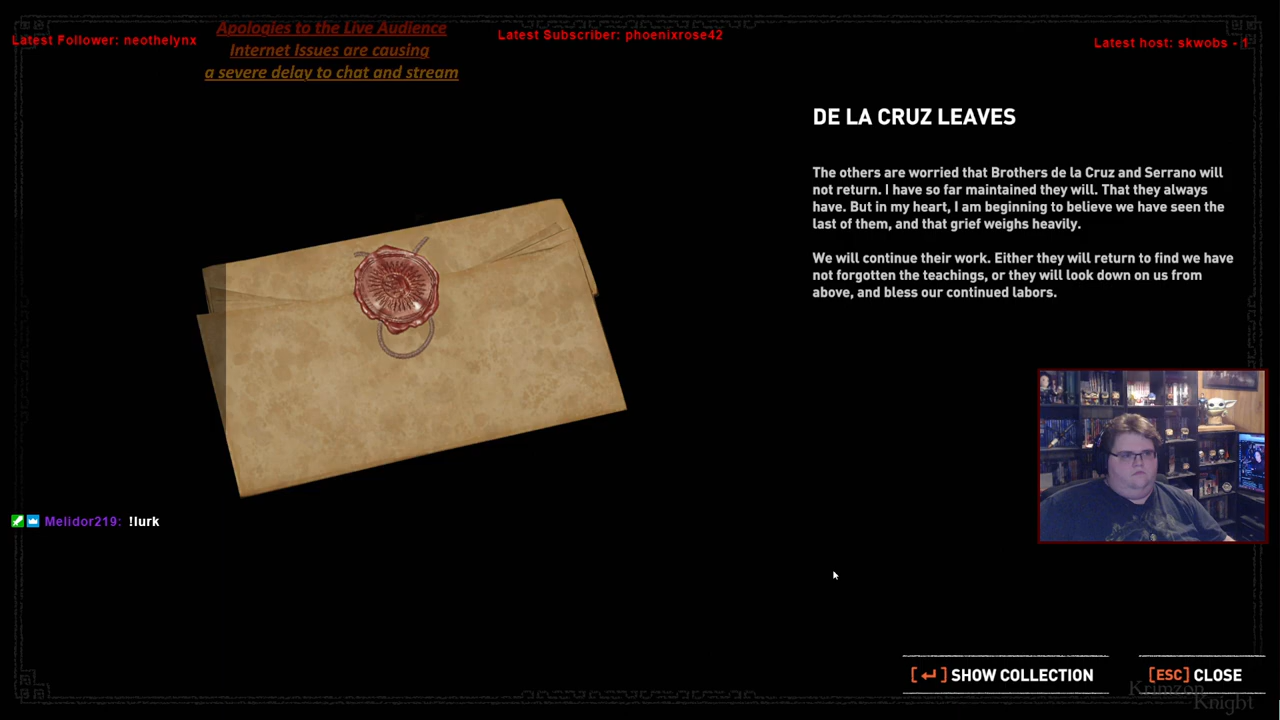 Latest Follower: neothelynx
Apologies to the Live Audience
Internet Issues are causing
a severe delay to chat and stream
Latest Subscriber: phoenixrose42
Latest host: skwobs - 1
DE LA CRUZ LEAVES
The others are worried that Brothers de la Cruz and Serrano will
not return. I have so far maintained they will. That they always
have. But in my heart, I am beginning to believe we have seen the
last of them, and that grief weighs heavily.
We will continue their work. Either they will return to find we have
not forgotten the teachings, or they will look down on us from
above, and bless our continued labors.
Melidor219: !lurk
[ ↵ ] SHOW COLLECTION
[ESC] CLOSE
Krimzon
Knight